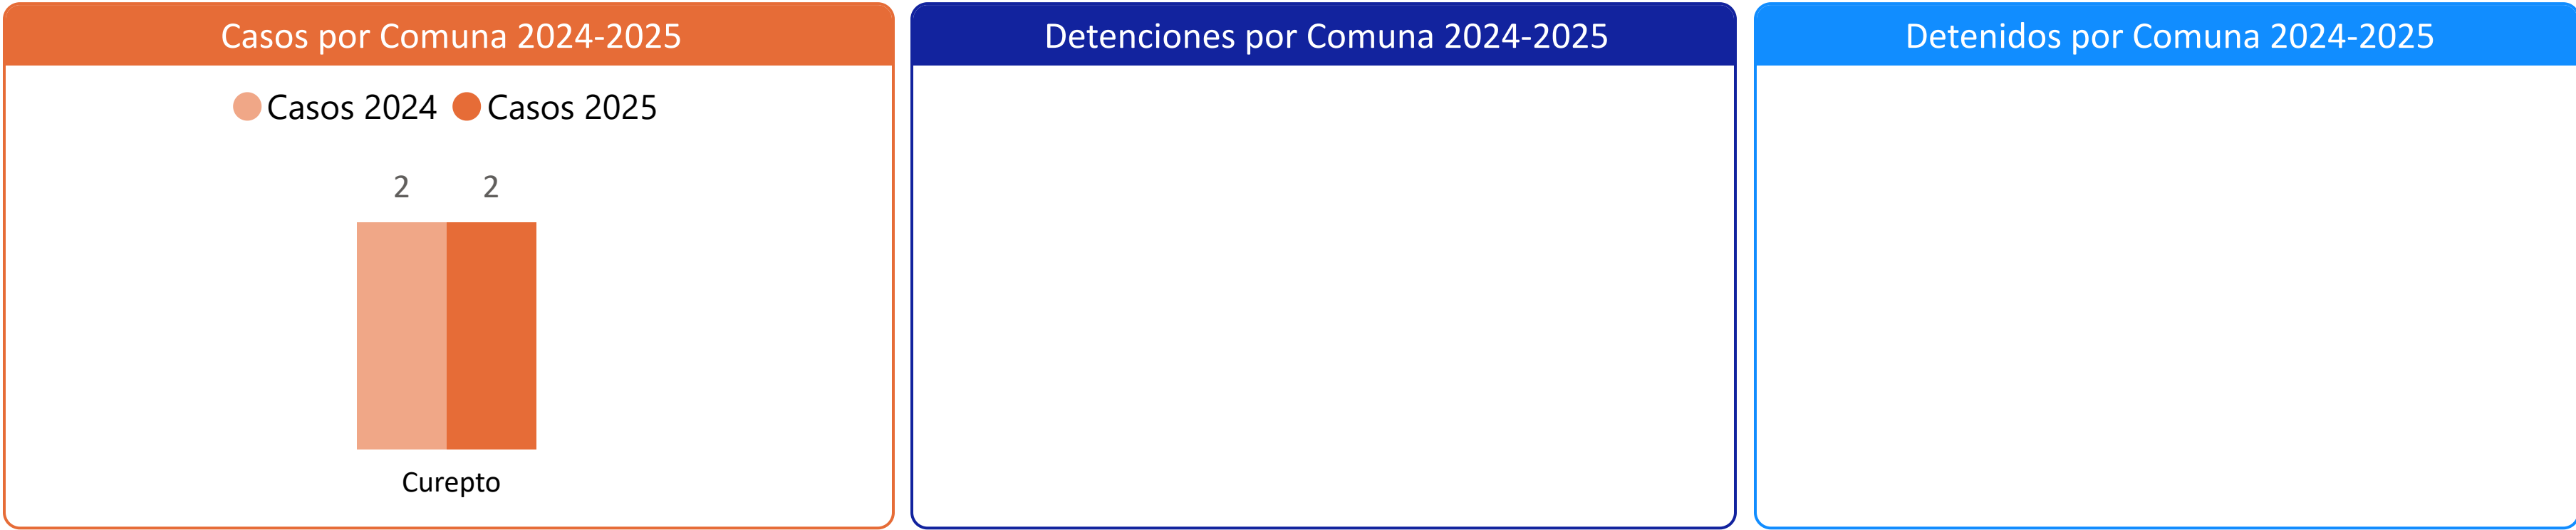 Casos por Comuna 2024-2025
Casos 2024 Casos 2025
2 2
Curepto
Detenciones por Comuna 2024-2025
Detenidos por Comuna 2024-2025